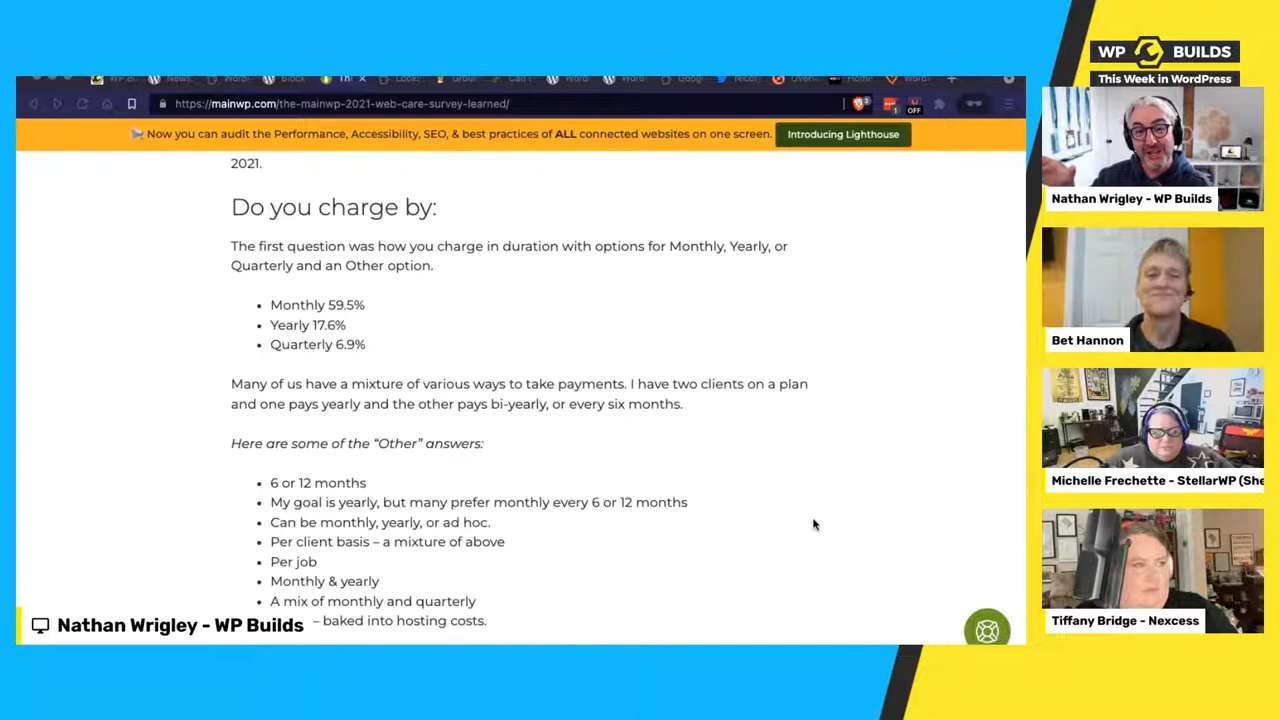 WP BUILDS
This Week in WordPress
https://mainwp.com/the-mainwp-2021-web-care-survey-learned/
OFF
Now you can audit the Performance, Accessibility, SEO, & best practices of ALL connected websites on one screen.
Introducing Lighthouse
2021.
Do you charge by:
The first question was how you charge in duration with options for Monthly, Yearly, or
Quarterly and an Other option.
• Monthly 59.5%
• Yearly 17.6%
• Quarterly 6.9%
Many of us have a mixture of various ways to take payments. I have two clients on a plan
and one pays yearly and the other pays bi-yearly, or every six months.
Here are some of the “Other” answers:
• 6 or 12 months
• My goal is yearly, but many prefer monthly every 6 or 12 months
• Can be monthly, yearly, or ad hoc.
• Per client basis – a mixture of above
• Per job
• Monthly & yearly
• A mix of monthly and quarterly
– baked into hosting costs.
Nathan Wrigley - WP Builds
Nathan Wrigley - WP Builds
Bet Hannon
Michelle Frechette - StellarWP (She
Tiffany Bridge - Nexcess